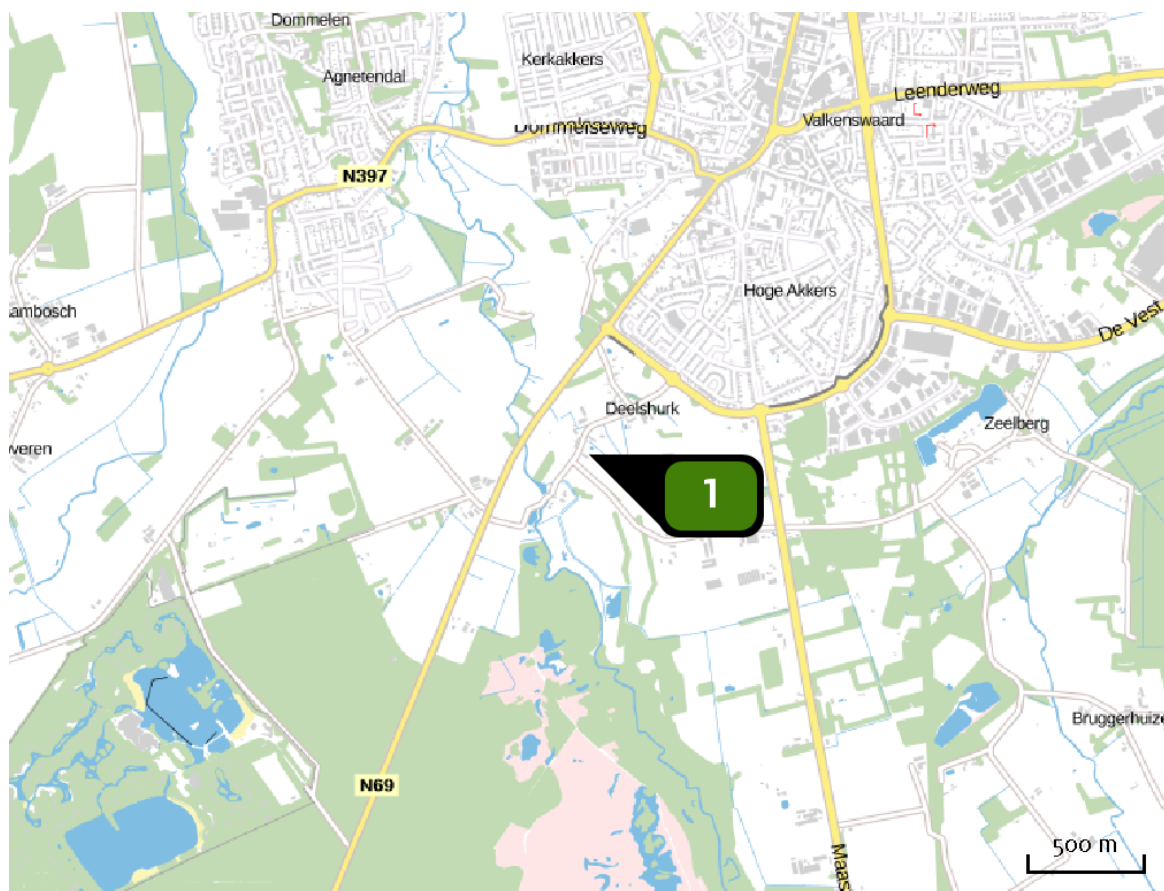 Dommelen
Agnetendal
Kerkakkers
Leenderweg
Valkenswaard
Dommelseweg
N397
Hoge Akkers
ambosch
De Vest
Deelshurk
Zeelberg
weren
1
Bruggerhuize
N69
500 m
Maas